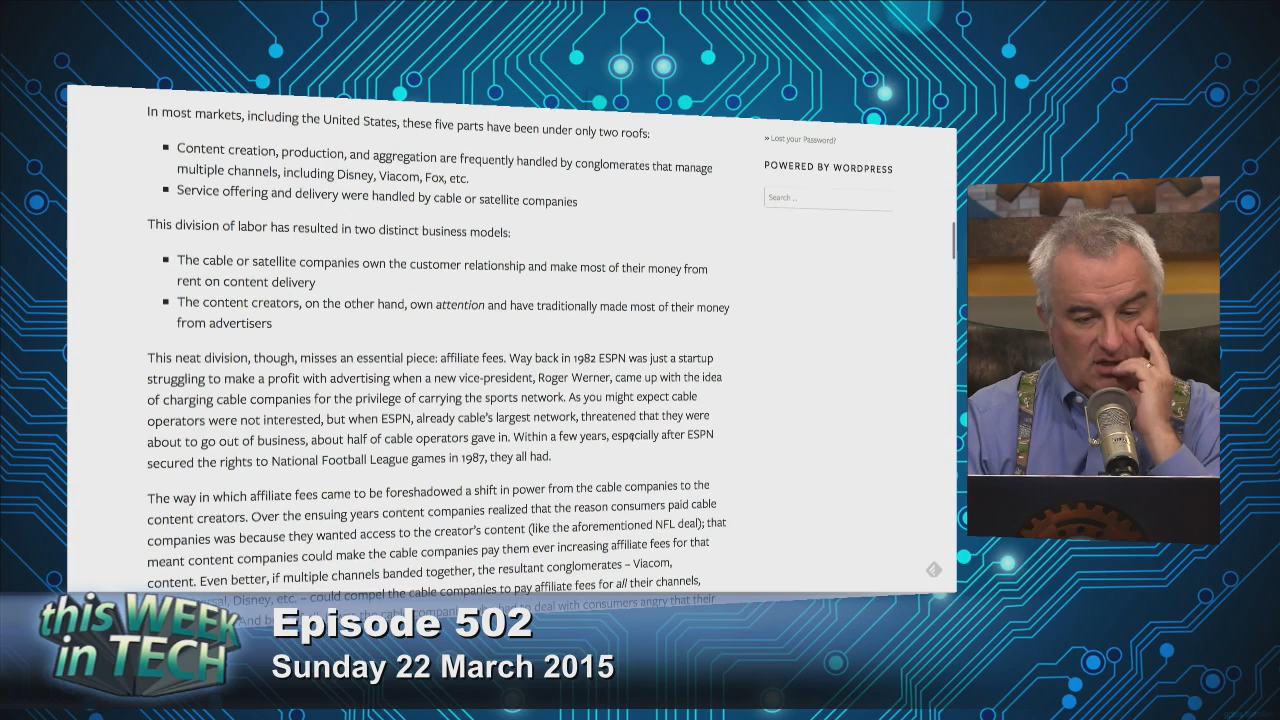 In most markets, including the United States, these five parts have been under only two roofs:
Content creation, production, and aggregation are frequently handled by conglomerates that manage
multiple channels, including Disney, Viacom, Fox, etc.
Service offering and delivery were handled by cable or satellite companies
This division of labor has resulted in two distinct business models:
The cable or satellite companies own the customer relationship and make most of their money from
rent on content delivery
The content creators, on the other hand, own attention and have traditionally made most of their money
from advertisers
This neat division, though, misses an essential piece: affiliate fees. Way back in 1982 ESPN was just a startup
struggling to make a profit with advertising when a new vice-president, Roger Werner, came up with the idea
of charging cable companies for the privilege of carrying the sports network. As you might expect cable
operators were not interested, but when ESPN, already cable's largest network, threatened that they were
about to go out of business, about half of cable operators gave in. Within a few years, especially after ESPN
secured the rights to National Football League games in 1987, they all had.
The way in which affiliate fees came to be foreshadowed a shift in power from the cable companies to the
content creators. Over the ensuing years content companies realized that the reason consumers paid cable
companies was because they wanted access to the creator's content (like the aforementioned NFL deal); that
meant content companies could make the cable companies pay them ever increasing affiliate fees for that
content. Even better, if multiple channels banded together, the resultant conglomerates – Viacom,
Disney, etc. – could compel the cable companies to pay affiliate fees for all their channels,
And the cable to deal with consumers angry that their
» Lost your Password?
POWERED BY WORDPRESS
Search ...
this WEEK
in TECH
Episode 502
Sunday 22 March 2015